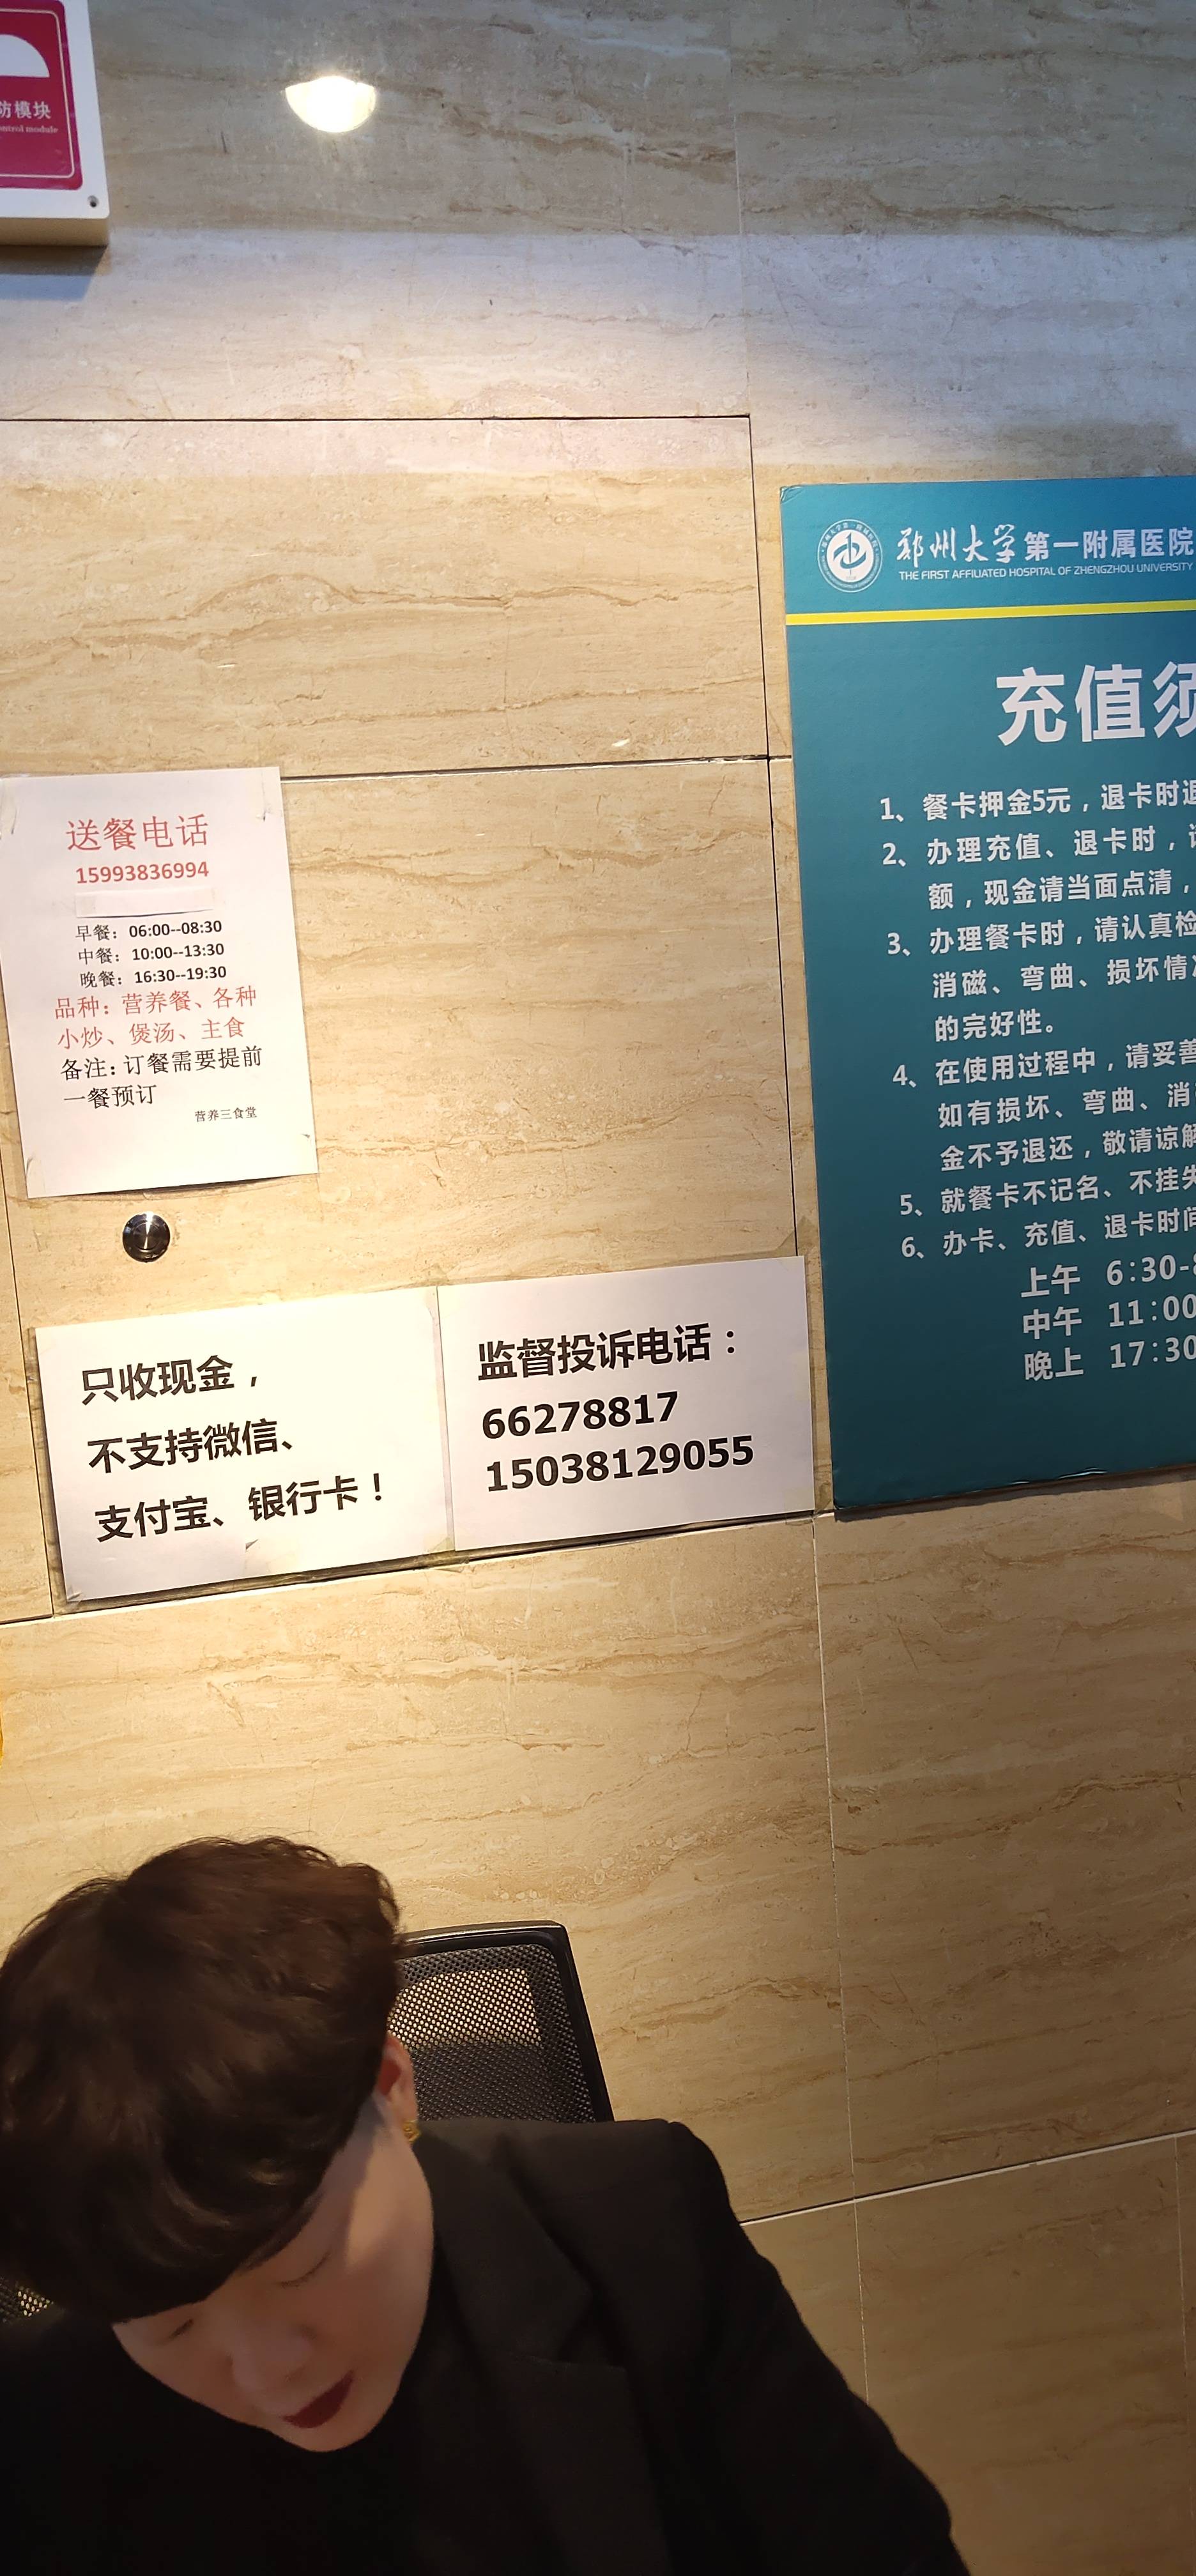 防模块
ontrol module
郑州大学第一附属医院
THE FIRST AFFILIATED HOSPITAL OF ZHENGZHOU UNIVERSITY
充值须
1、餐卡押金5元，退卡时退
2、办理充值、退卡时，
额，现金请当面点清，
3、办理餐卡时，请认真检
消磁、弯曲、损坏情况
的完好性。
4、在使用过程中，请妥善
如有损坏、弯曲、消
金不予退还，敬请谅解
5、就餐卡不记名、不挂失
6、办卡、充值、退卡时间
上午 6:30-
中午 11:00
晚上 17:30
送餐电话
15993836994
早餐：06:00--08:30
中餐：10:00--13:30
晚餐：16:30--19:30
品种：营养餐、各种
小炒、煲汤、主食
备注：订餐需要提前
一餐预订
营养三食堂
只收现金，
不支持微信、
支付宝、银行卡！
监督投诉电话：
66278817
15038129055